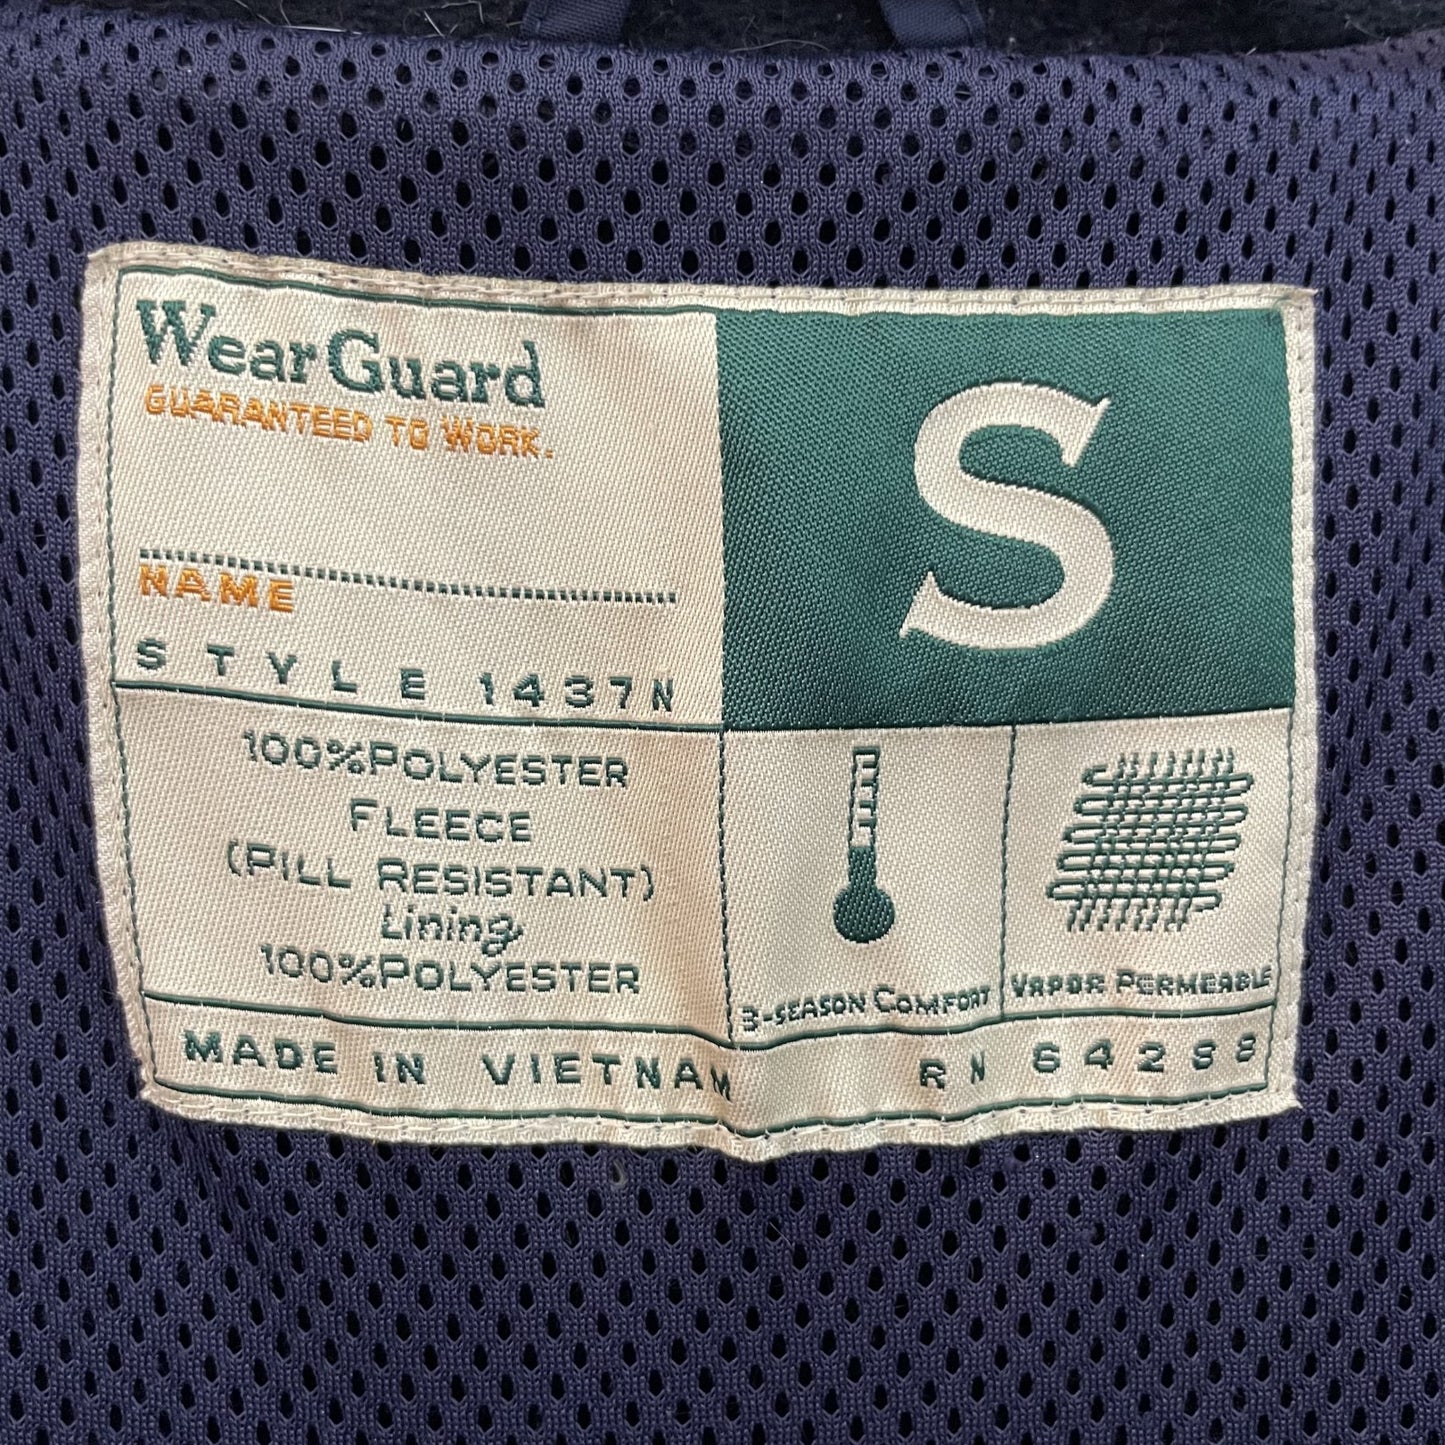 WearGuard
GUARANTEED TO WORK.
S
NAME
STYLE 1437N
100%POLYESTER
FLEECE
(PILL RESISTANT)
Lining
100%POLYESTER
3-SEASON COMFORT
VAPOR PERMEABLE
MADE IN VIETNAM
RN 64288